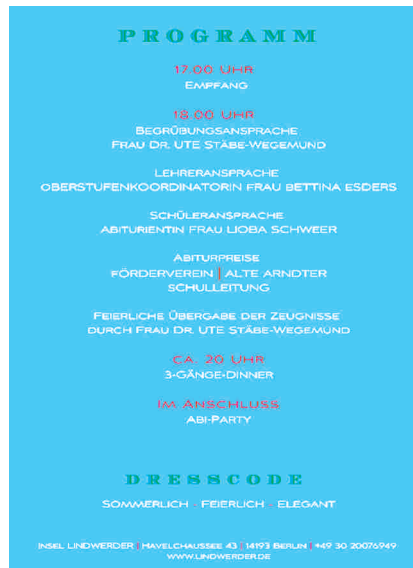 PROGRAMM
17.00 UHR
EMPFANG
18.00 UHR
BEGRÜßUNGSANSPRACHE
FRAU DR. UTE STÄBE-WEGEMUND
LEHRERANSPRACHE
OBERSTUFENKOORDINATORIN FRAU BETTINA ESDERS
SCHÜLERANSPRACHE
ABITURIENTIN FRAU LIOBA SCHWEER
ABITURPREISE
FÖRDERVEREIN | ALTE ARNDTER
SCHULLEITUNG
FEIERLICHE ÜBERGABE DER ZEUGNISSE
DURCH FRAU DR. UTE STÄBE-WEGEMUND
CA. 20 UHR
3-GÄNGE-DINNER
IM ANSCHLUSS
ABI-PARTY
DRESSCODE
SOMMERLICH - FEIERLICH - ELEGANT
INSEL LINDWERDER | HAVELCHAUSSEE 43 | 14193 BERLIN | +49 30 20076949
WWW.LINDWERDER.DE